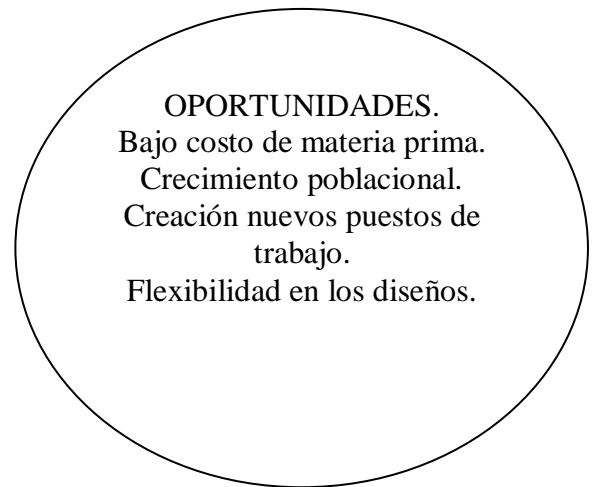 OPORTUNIDADES.
Bajo costo de materia prima.
Crecimiento poblacional.
Creación nuevos puestos de
trabajo.
Flexibilidad en los diseños.